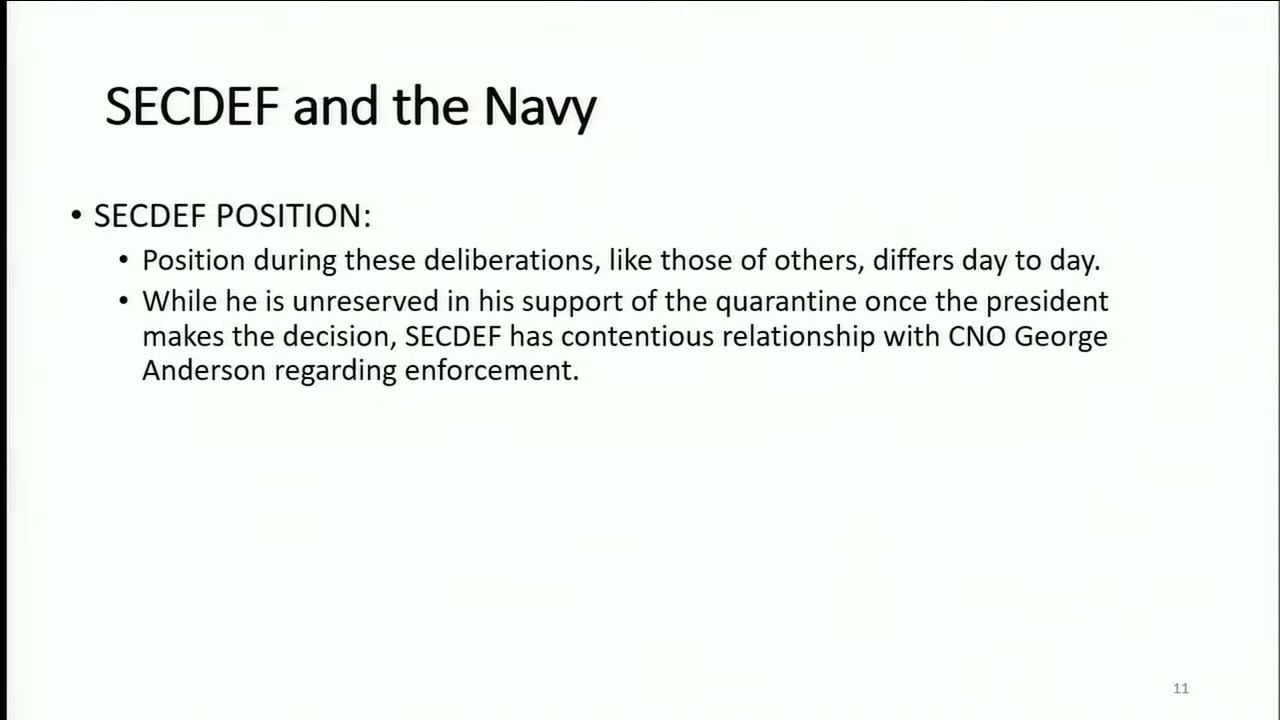 SECDEF and the Navy
• SECDEF POSITION:
• Position during these deliberations, like those of others, differs day to day.
• While he is unreserved in his support of the quarantine once the president
makes the decision, SECDEF has contentious relationship with CNO George
Anderson regarding enforcement.
11